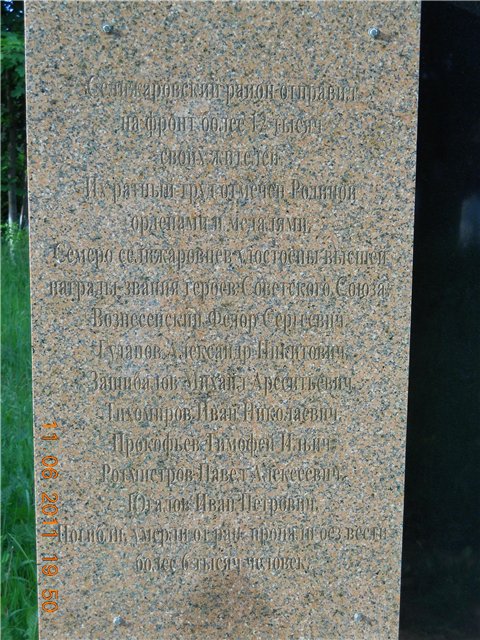 Селижаровский район отправил
на фронт более 12 тысяч
своих жителей.
Их ратный труд отмечен Родиной
орденами и медалями.
Семеро селижаровцев удостоены высшей
награды-звания героев Советского Союза:
Вознесенский Федор Сергеевич,
Александр Никитович,
Михаил Арсентьевич,
Тихомиров Иван Николаевич,
Прокофьев Тимофей Ильич,
Ротмистров Павел Алексеевич,
Иван Петрович.
Погибли, умерли от ран, пропали без вести
более 6 тысяч человек.
11 06 2011 19 50